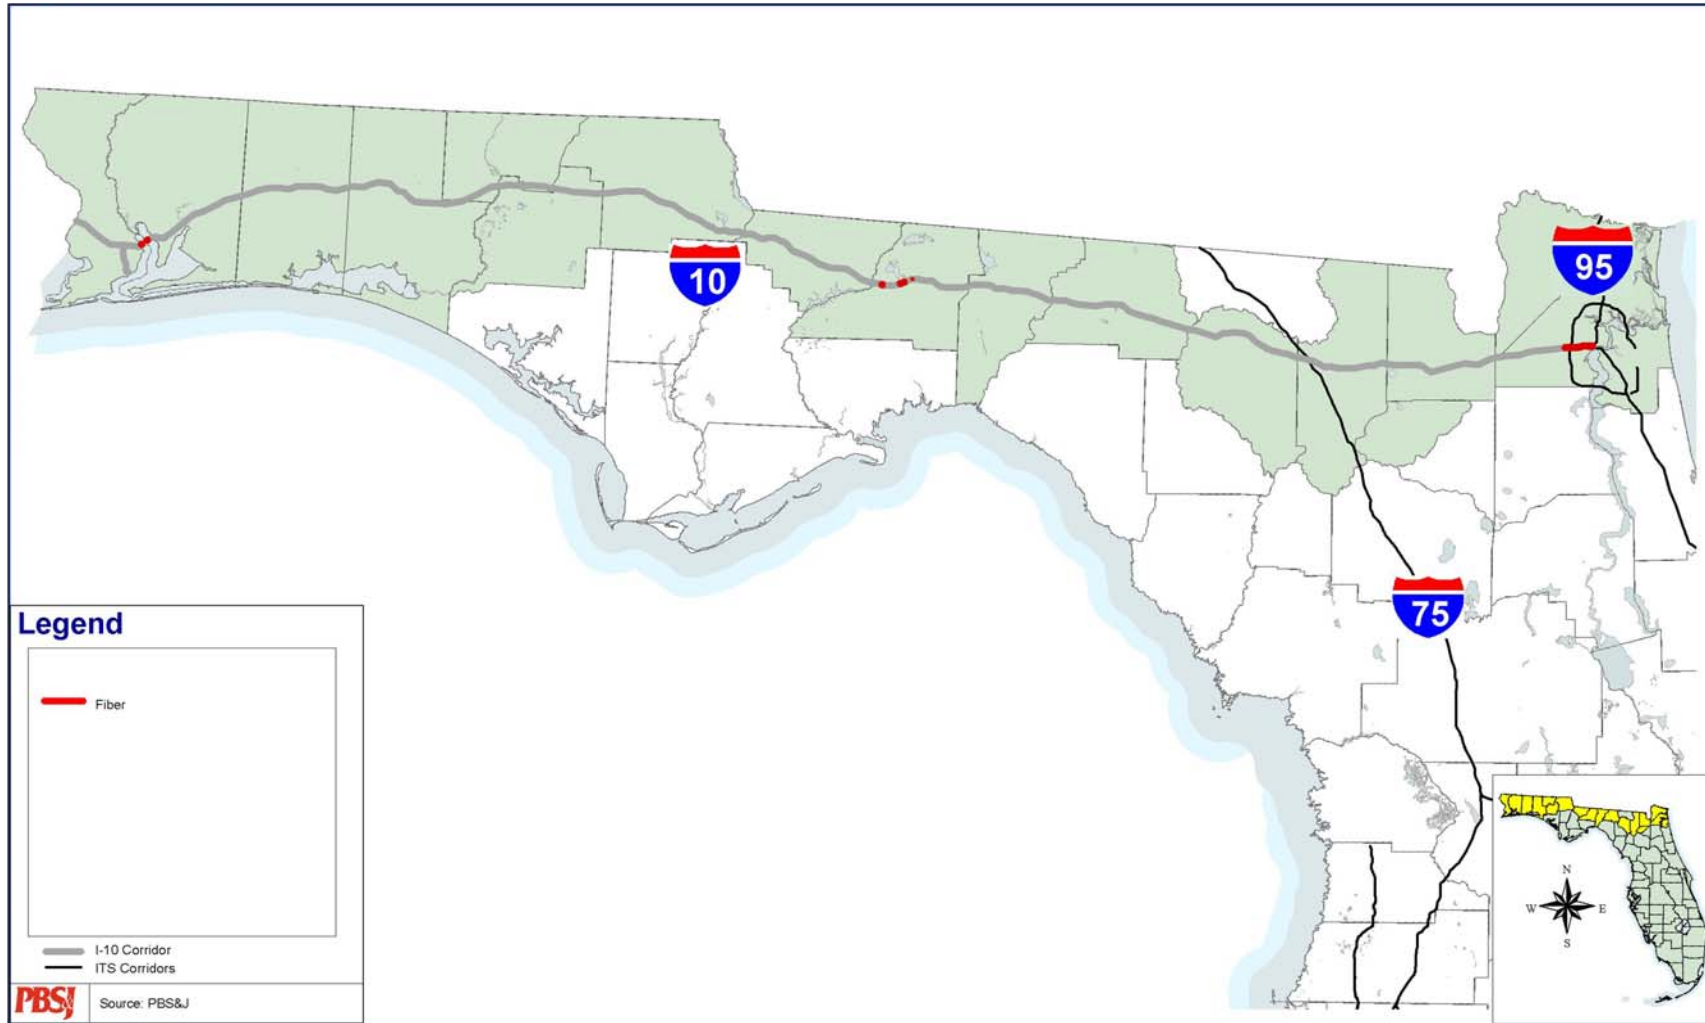 10
95
75
Legend
Fiber
I-10 Corridor
ITS Corridors
PBSJ
Source: PBS&J
N
W E
S